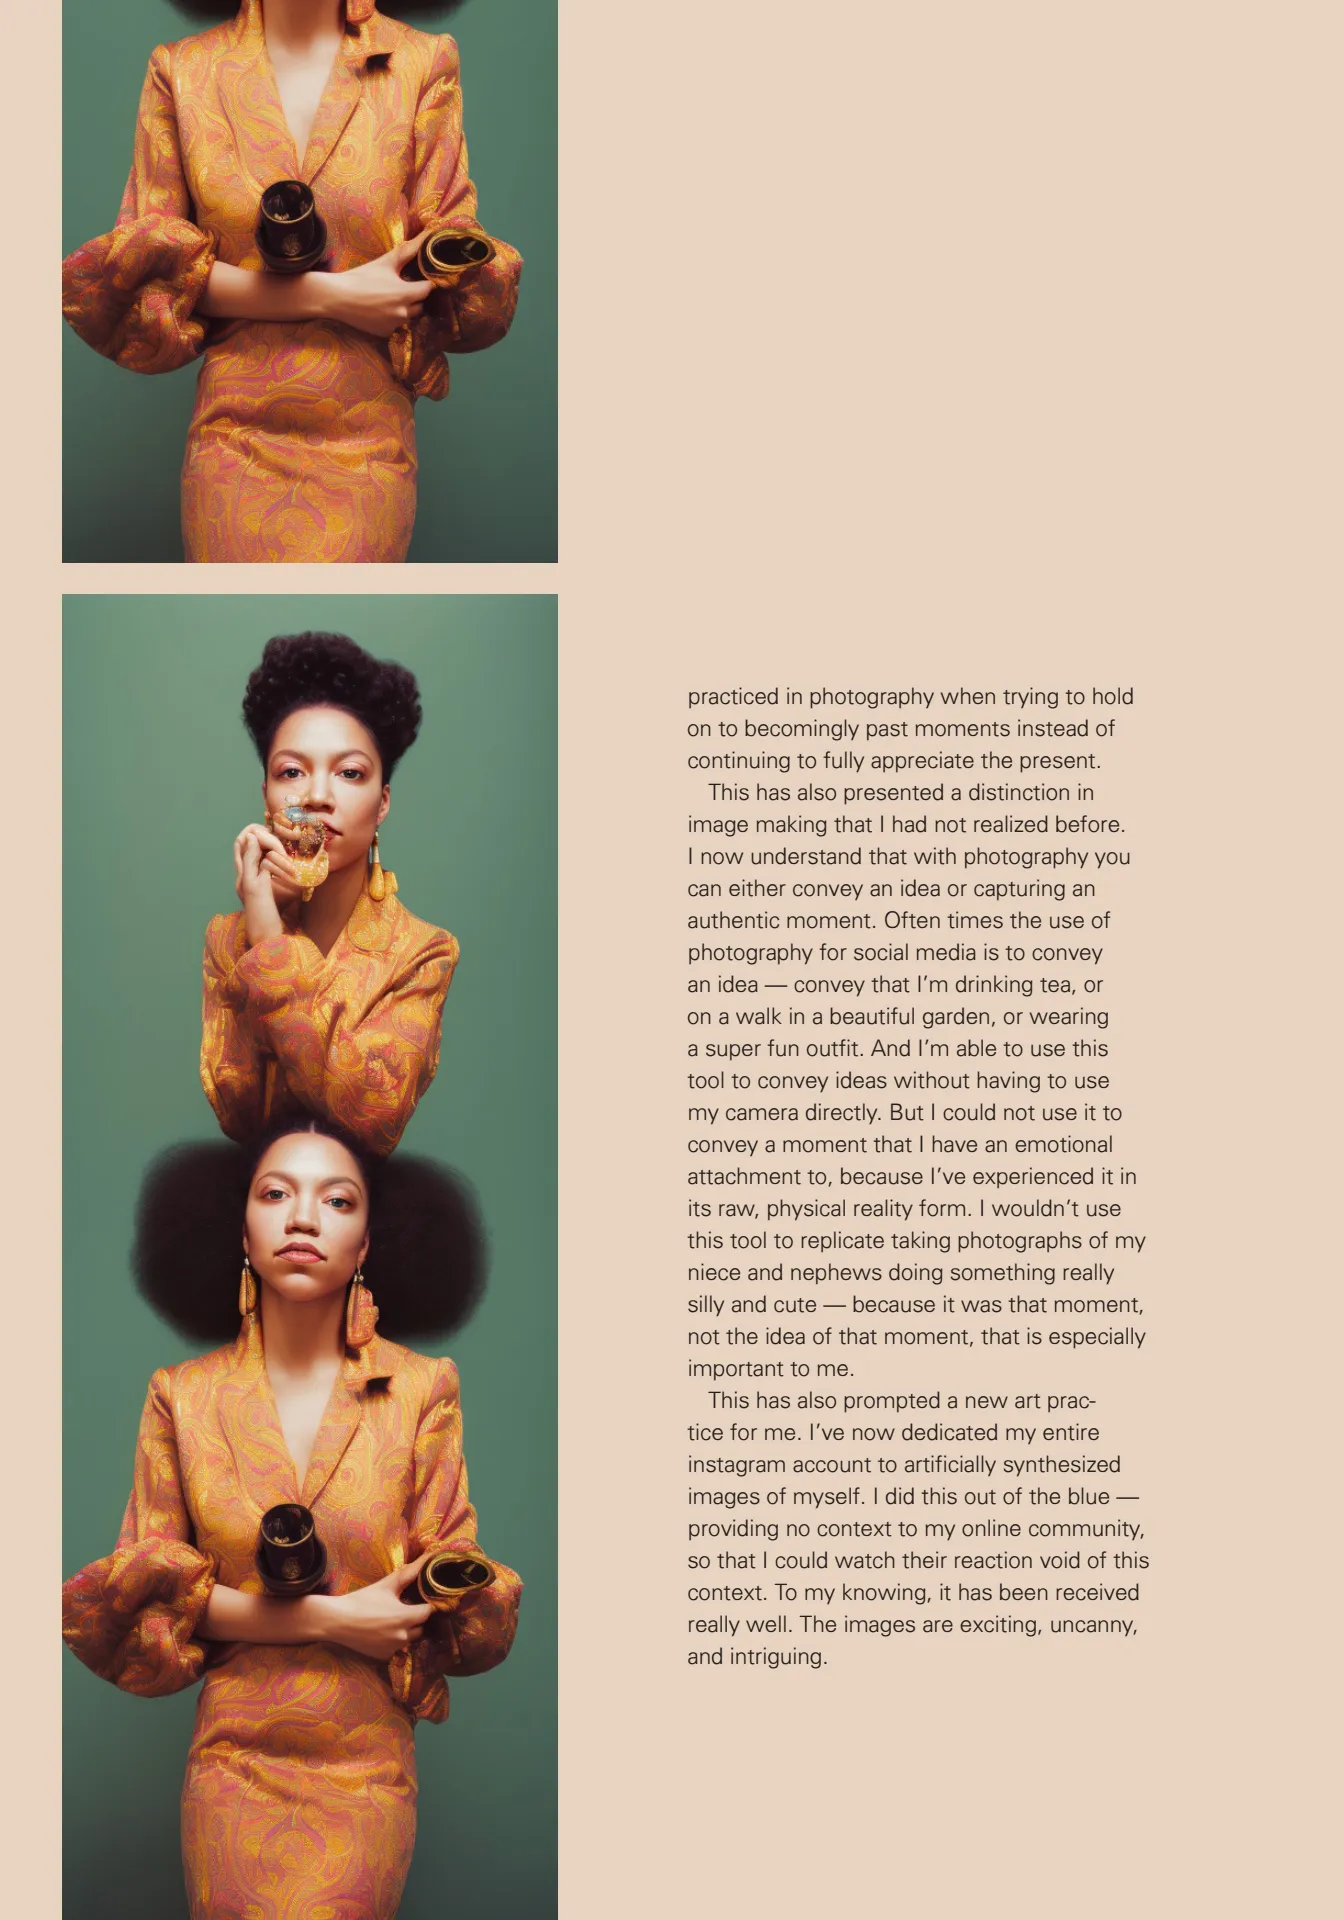 practiced in photography when trying to hold
on to becomingly past moments instead of
continuing to fully appreciate the present.
This has also presented a distinction in
image making that I had not realized before.
I now understand that with photography you
can either convey an idea or capturing an
authentic moment. Often times the use of
photography for social media is to convey
an idea — convey that I’m drinking tea, or
on a walk in a beautiful garden, or wearing
a super fun outfit. And I’m able to use this
tool to convey ideas without having to use
my camera directly. But I could not use it to
convey a moment that I have an emotional
attachment to, because I’ve experienced it in
its raw, physical reality form. I wouldn’t use
this tool to replicate taking photographs of my
niece and nephews doing something really
silly and cute — because it was that moment,
not the idea of that moment, that is especially
important to me.
This has also prompted a new art prac-
tice for me. I’ve now dedicated my entire
instagram account to artificially synthesized
images of myself. I did this out of the blue —
providing no context to my online community,
so that I could watch their reaction void of this
context. To my knowing, it has been received
really well. The images are exciting, uncanny,
and intriguing.